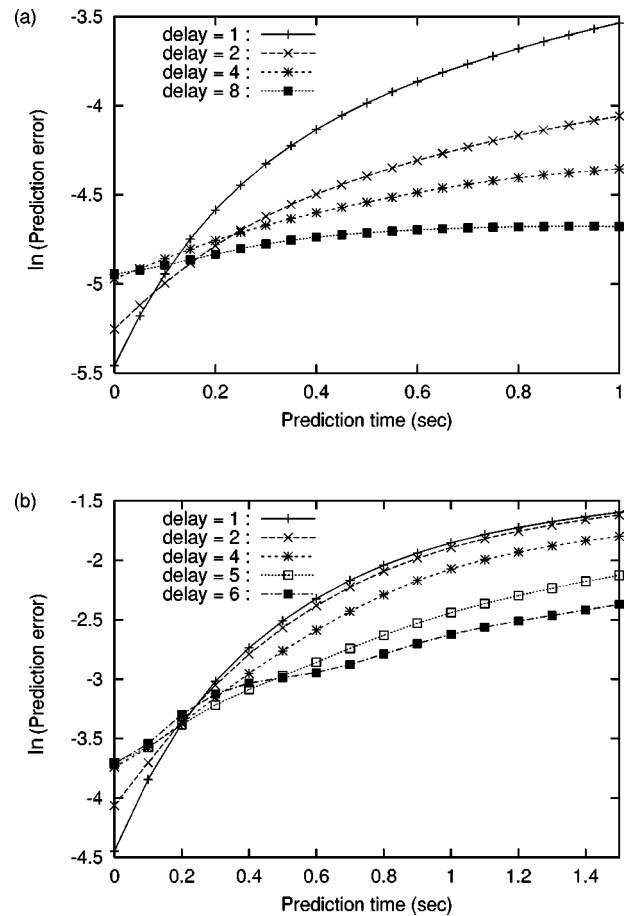 (a)
delay = 1 :
delay = 2 :
delay = 4 :
delay = 8 :
ln (Prediction error)
-4
-4.5
-5
-5.5
0 0.2 0.4 0.6 0.8 1
Prediction time (sec)
(b)
-1.5
delay = 1 :
delay = 2 :
delay = 4 :
delay = 5 :
delay = 6 :
ln (Prediction error)
-2
-2.5
-3
-3.5
-4
-4.5
0 0.2 0.4 0.6 0.8 1 1.2 1.4
Prediction time (sec)